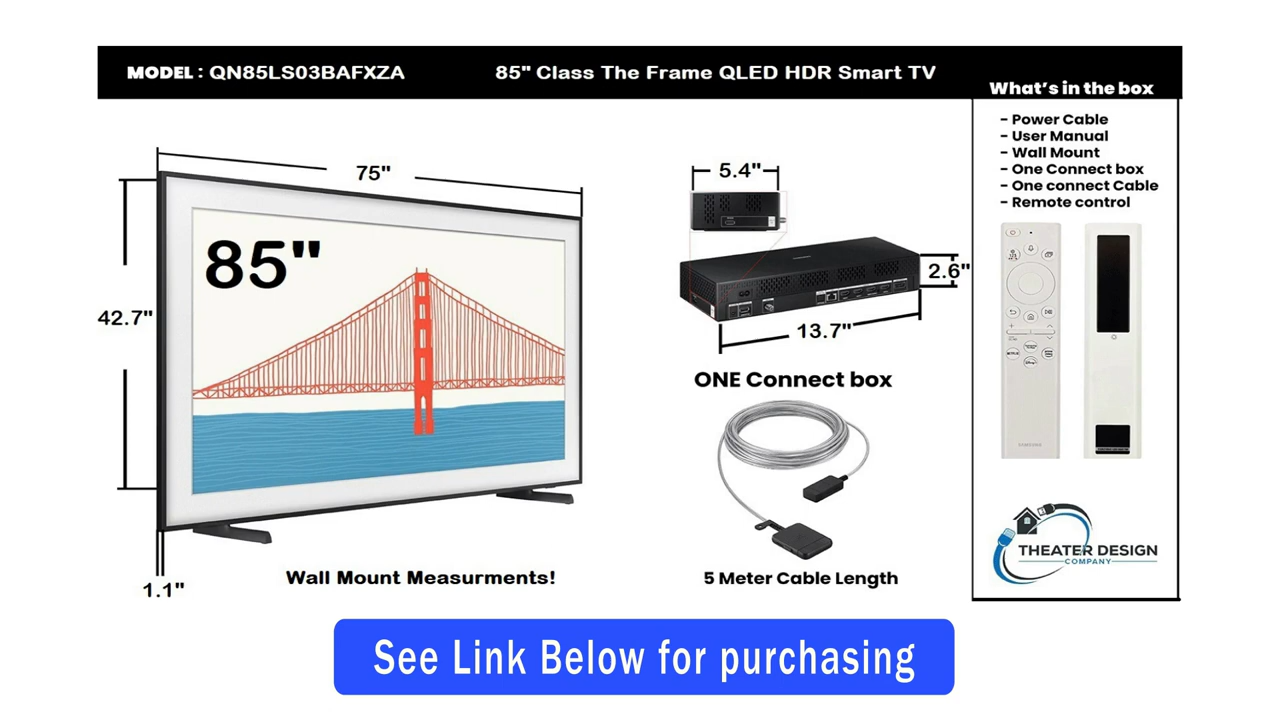 MODEL : QN85LS03BAFXZA
85" Class The Frame QLED HDR Smart TV
What's in the box
- Power Cable
- User Manual
- Wall Mount
- One Connect box
- One connect Cable
- Remote control
75"
85"
42.7"
1.1"
Wall Mount Measurments!
5.4"
2.6"
13.7"
ONE Connect box
5 Meter Cable Length
SAMSUNG
THEATER DESIGN
COMPANY
See Link Below for purchasing